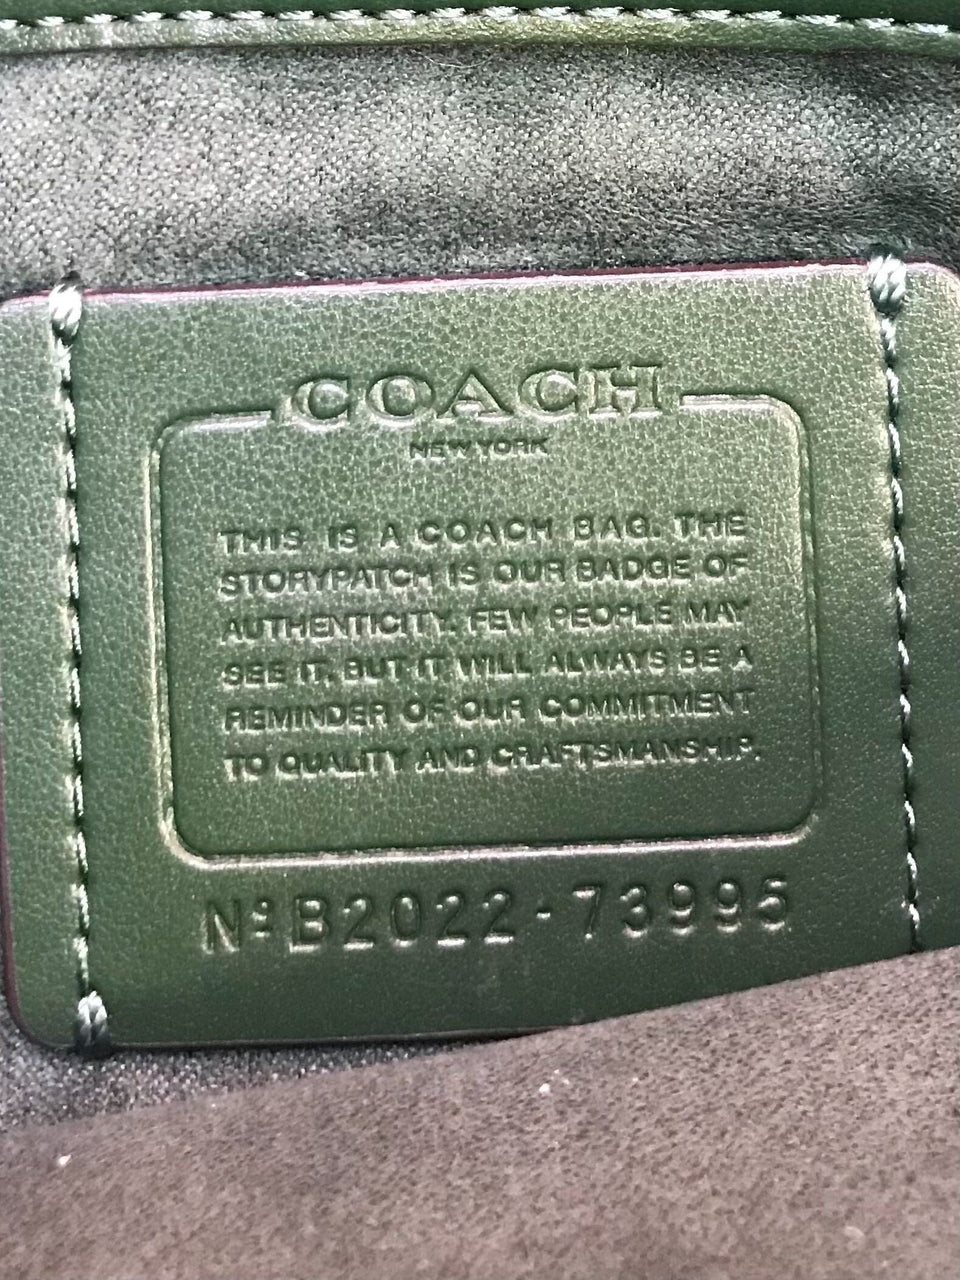 COACH
NEW YORK
THIS IS A COACH BAG. THE
STORYPATCH IS OUR BADGE OF
AUTHENTICITY. FEW PEOPLE MAY
SEE IT, BUT IT WILL ALWAYS BE A
REMINDER OF OUR COMMITMENT
TO QUALITY AND CRAFTSMANSHIP.
Nº B2022-73995